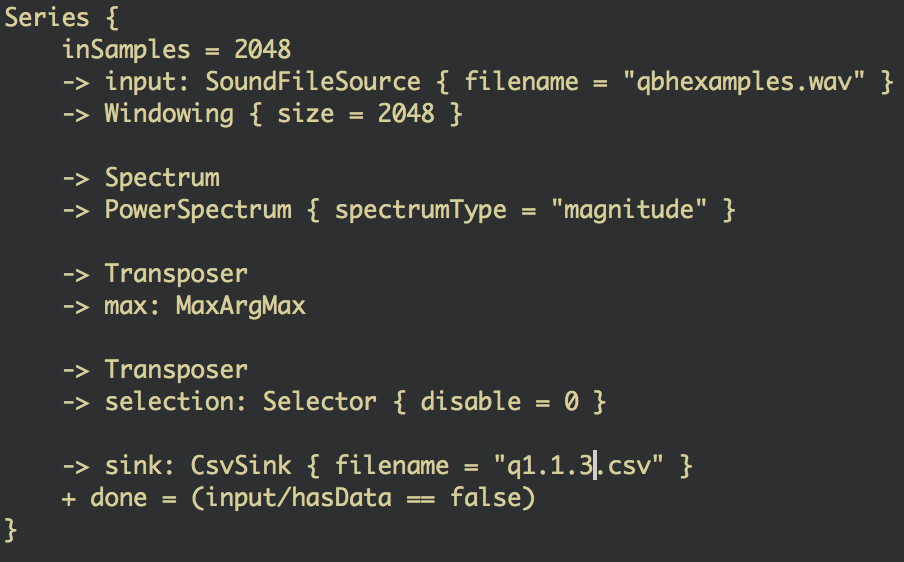 Series {
    inSamples = 2048
    -> input: SoundFileSource { filename = "qbhexamples.wav" }
    -> Windowing { size = 2048 }

    -> Spectrum
    -> PowerSpectrum { spectrumType = "magnitude" }

    -> Transposer
    -> max: MaxArgMax

    -> Transposer
    -> selection: Selector { disable = 0 }

    -> sink: CsvSink { filename = "q1.1.3.csv" }
    + done = (input/hasData == false)
}